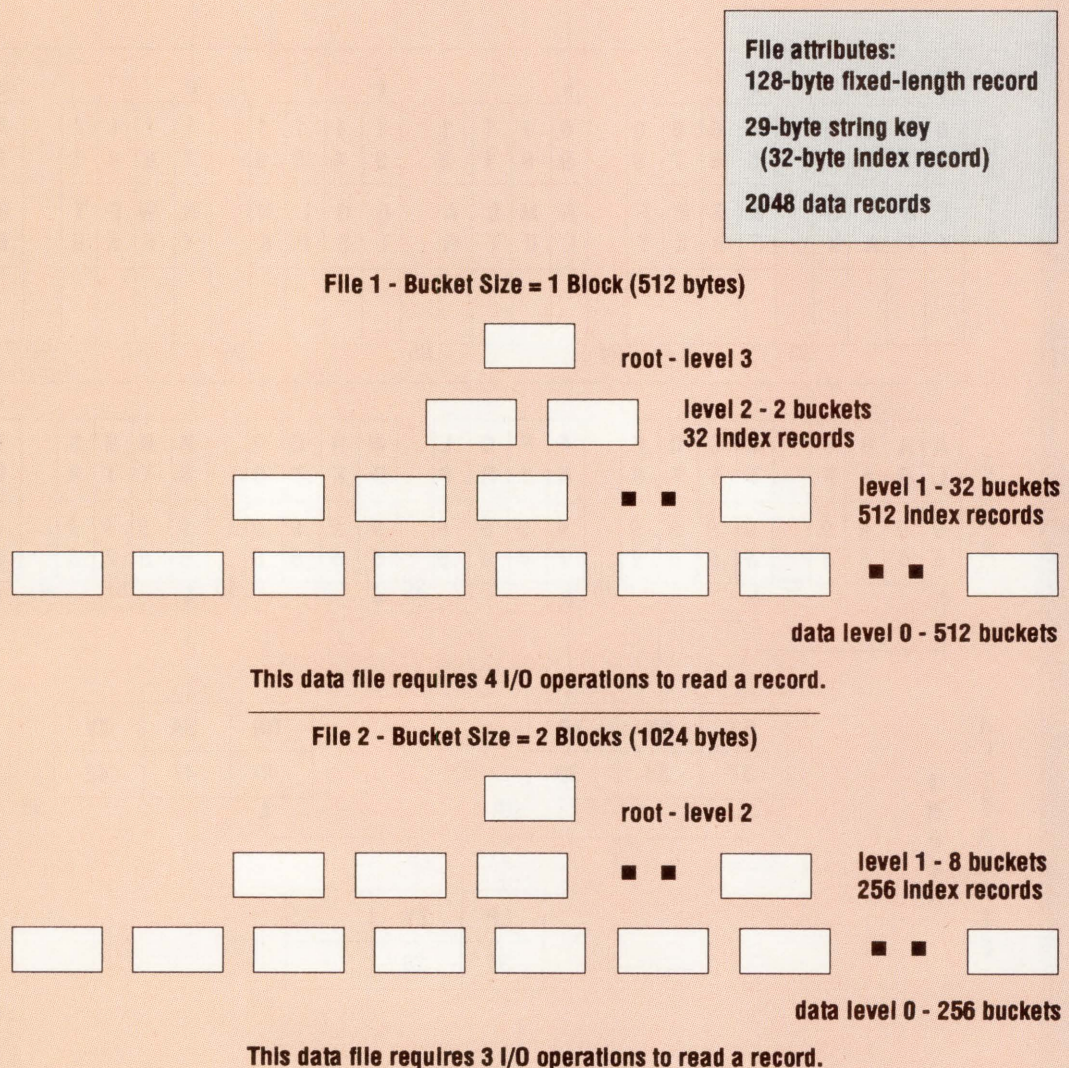 File attributes:
128-byte fixed-length record
29-byte string key
(32-byte index record)
2048 data records
File 1 - Bucket Size = 1 Block (512 bytes)
root - level 3
level 2 - 2 buckets
32 index records
level 1 - 32 buckets
512 index records
data level 0 - 512 buckets
This data file requires 4 I/O operations to read a record.
File 2 - Bucket Size = 2 Blocks (1024 bytes)
root - level 2
level 1 - 8 buckets
256 index records
data level 0 - 256 buckets
This data file requires 3 I/O operations to read a record.